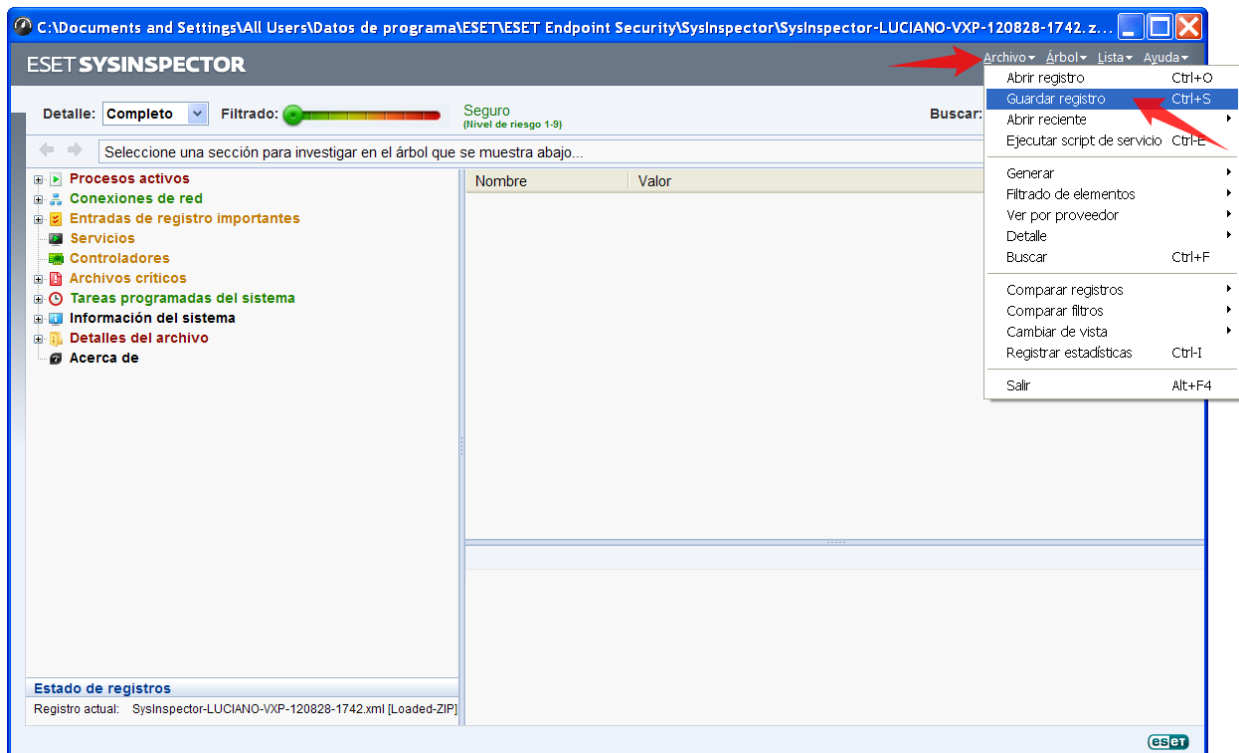 C:\Documents and Settings\All Users\Datos de programa\ESET\ESET Endpoint Security\SysInspector\SysInspector-LUCIANO-VXP-120828-1742.z...
ESET SYSINSPECTOR
Archivo Árbol Lista Ayuda
Detalle: Completo Filtrado: Seguro
(Nivel de riesgo 1-9)
Buscar:
Seleccione una sección para investigar en el árbol que se muestra abajo...
Procesos activos
Conexiones de red
Entradas de registro importantes
Servicios
Controladores
Archivos críticos
Tareas programadas del sistema
Información del sistema
Detalles del archivo
Acerca de
Nombre Valor
Abrir registro Ctrl+O
Guardar registro Ctrl+S
Abrir reciente
Ejecutar script de servicio Ctrl-E
Generar
Filtrado de elementos
Ver por proveedor
Detalle
Buscar Ctrl+F
Comparar registros
Comparar filtros
Cambiar de vista
Registrar estadísticas Ctrl-I
Salir Alt+F4
Estado de registros
Registro actual: SysInspector-LUCIANO-VXP-120828-1742.xml [Loaded-ZIP]
eseT